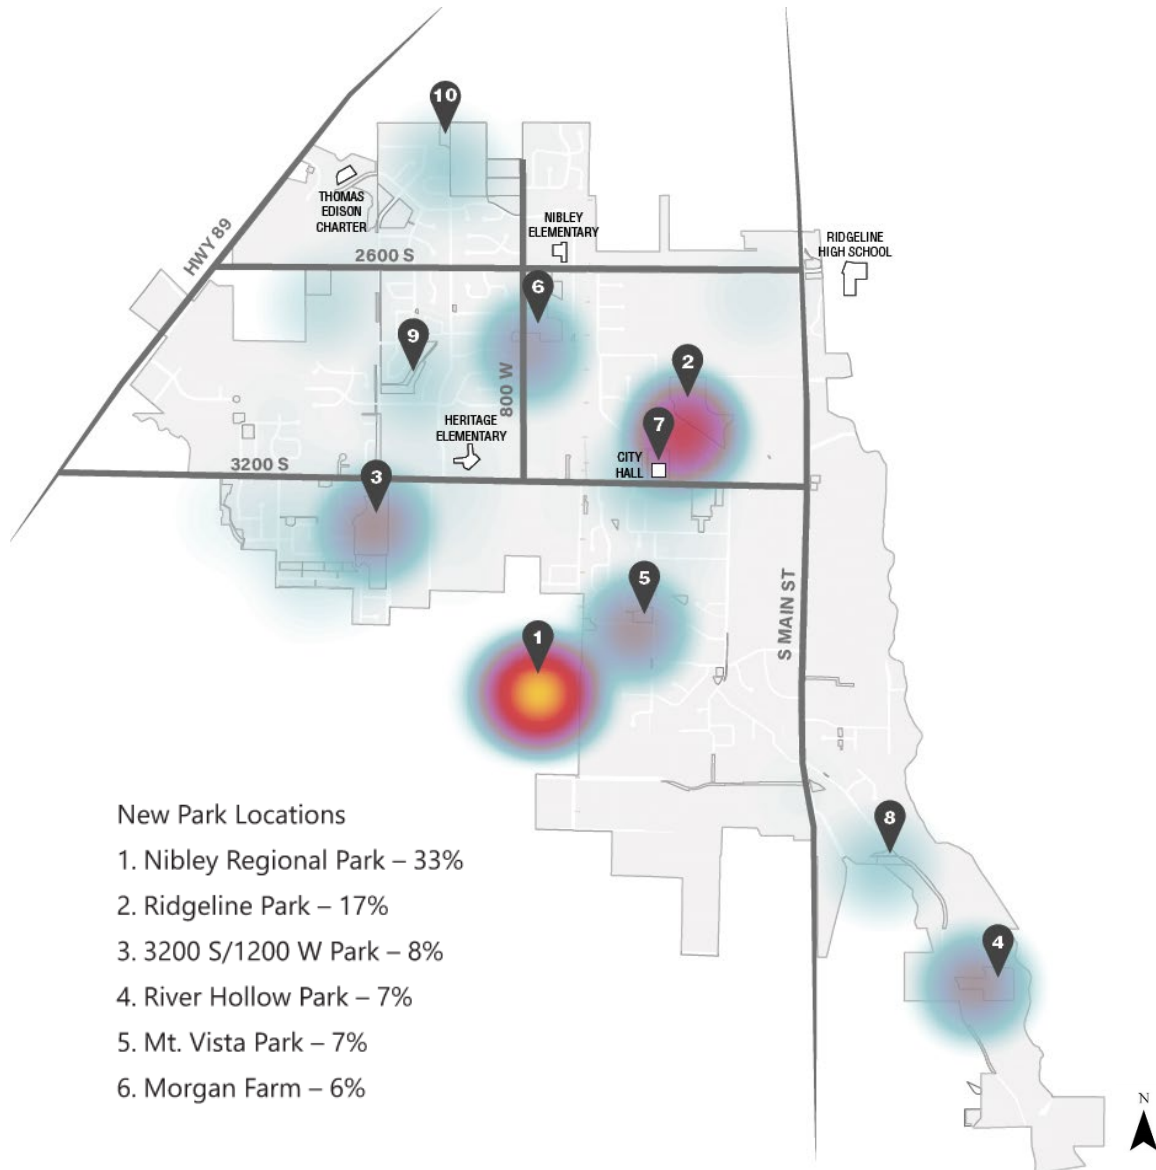 10
THOMAS
EDISON
CHARTER
NIBLEY
ELEMENTARY
RIDGELINE
HIGH SCHOOL
HWY 89
2600 S
6
9
2
800 W
7
HERITAGE
ELEMENTARY
CITY
HALL
3200 S
3
5
S MAIN ST
1
8
4
New Park Locations
1. Nibley Regional Park – 33%
2. Ridgeline Park – 17%
3. 3200 S/1200 W Park – 8%
4. River Hollow Park – 7%
5. Mt. Vista Park – 7%
6. Morgan Farm – 6%
N